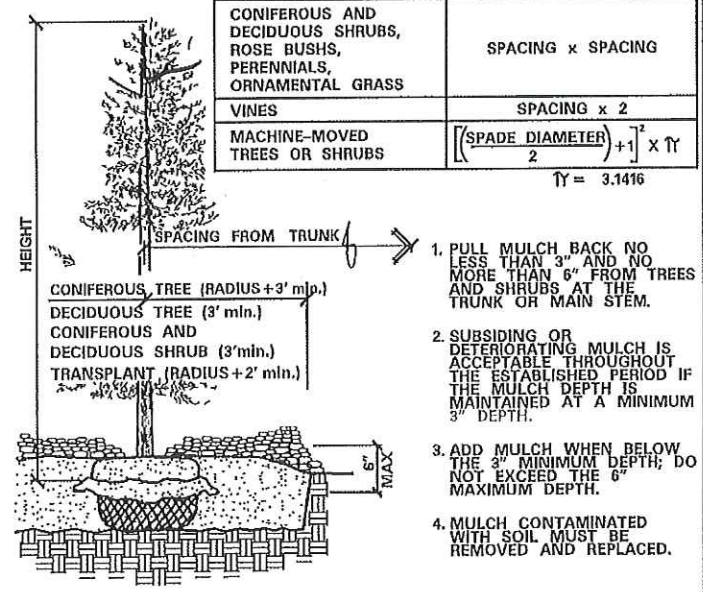 CONIFEROUS AND
DECIDUOUS SHRUBS,
ROSE BUSHS,
PERENNIALS,
ORNAMENTAL GRASS
SPACING x SPACING
VINES
SPACING x 2
MACHINE-MOVED
TREES OR SHRUBS
[(SPADE DIAMETER/2)+1]² x π
π = 3.1416
HEIGHT
SPACING FROM TRUNK
CONIFEROUS TREE (RADIUS+3' min.)
DECIDUOUS TREE (3' min.)
CONIFEROUS AND
DECIDUOUS SHRUB (3'min.)
TRANSPLANT (RADIUS+2' min.)
6"
MAX
1. PULL MULCH BACK NO
LESS THAN 3" AND NO
MORE THAN 6" FROM TREES
AND SHRUBS AT THE
TRUNK OR MAIN STEM.
2. SUBSIDING OR
DETERIORATING MULCH IS
ACCEPTABLE THROUGHOUT
THE ESTABLISHED PERIOD IF
THE MULCH DEPTH IS
MAINTAINED AT A MINIMUM
3" DEPTH.
3. ADD MULCH WHEN BELOW
THE 3" MINIMUM DEPTH; DO
NOT EXCEED THE 6"
MAXIMUM DEPTH.
4. MULCH CONTAMINATED
WITH SOIL MUST BE
REMOVED AND REPLACED.